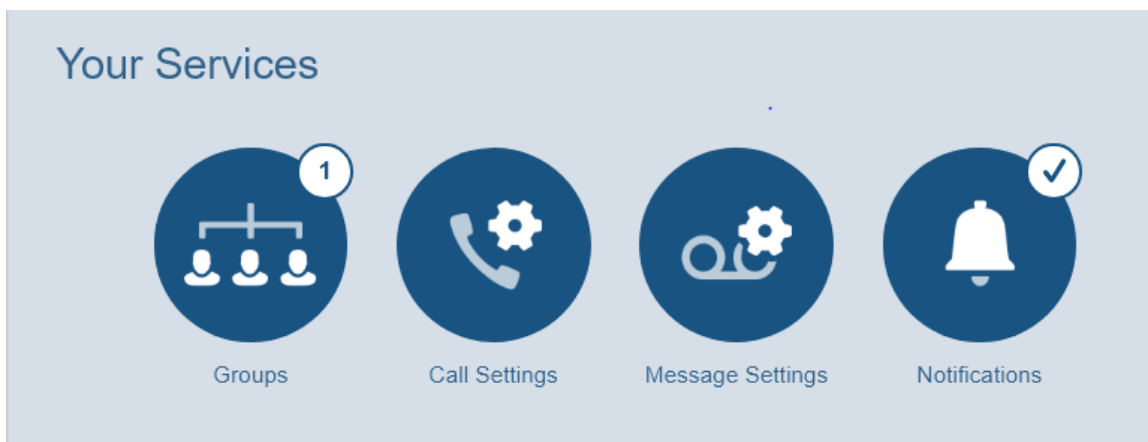 Your Services
1
Groups
Call Settings
Message Settings
Notifications